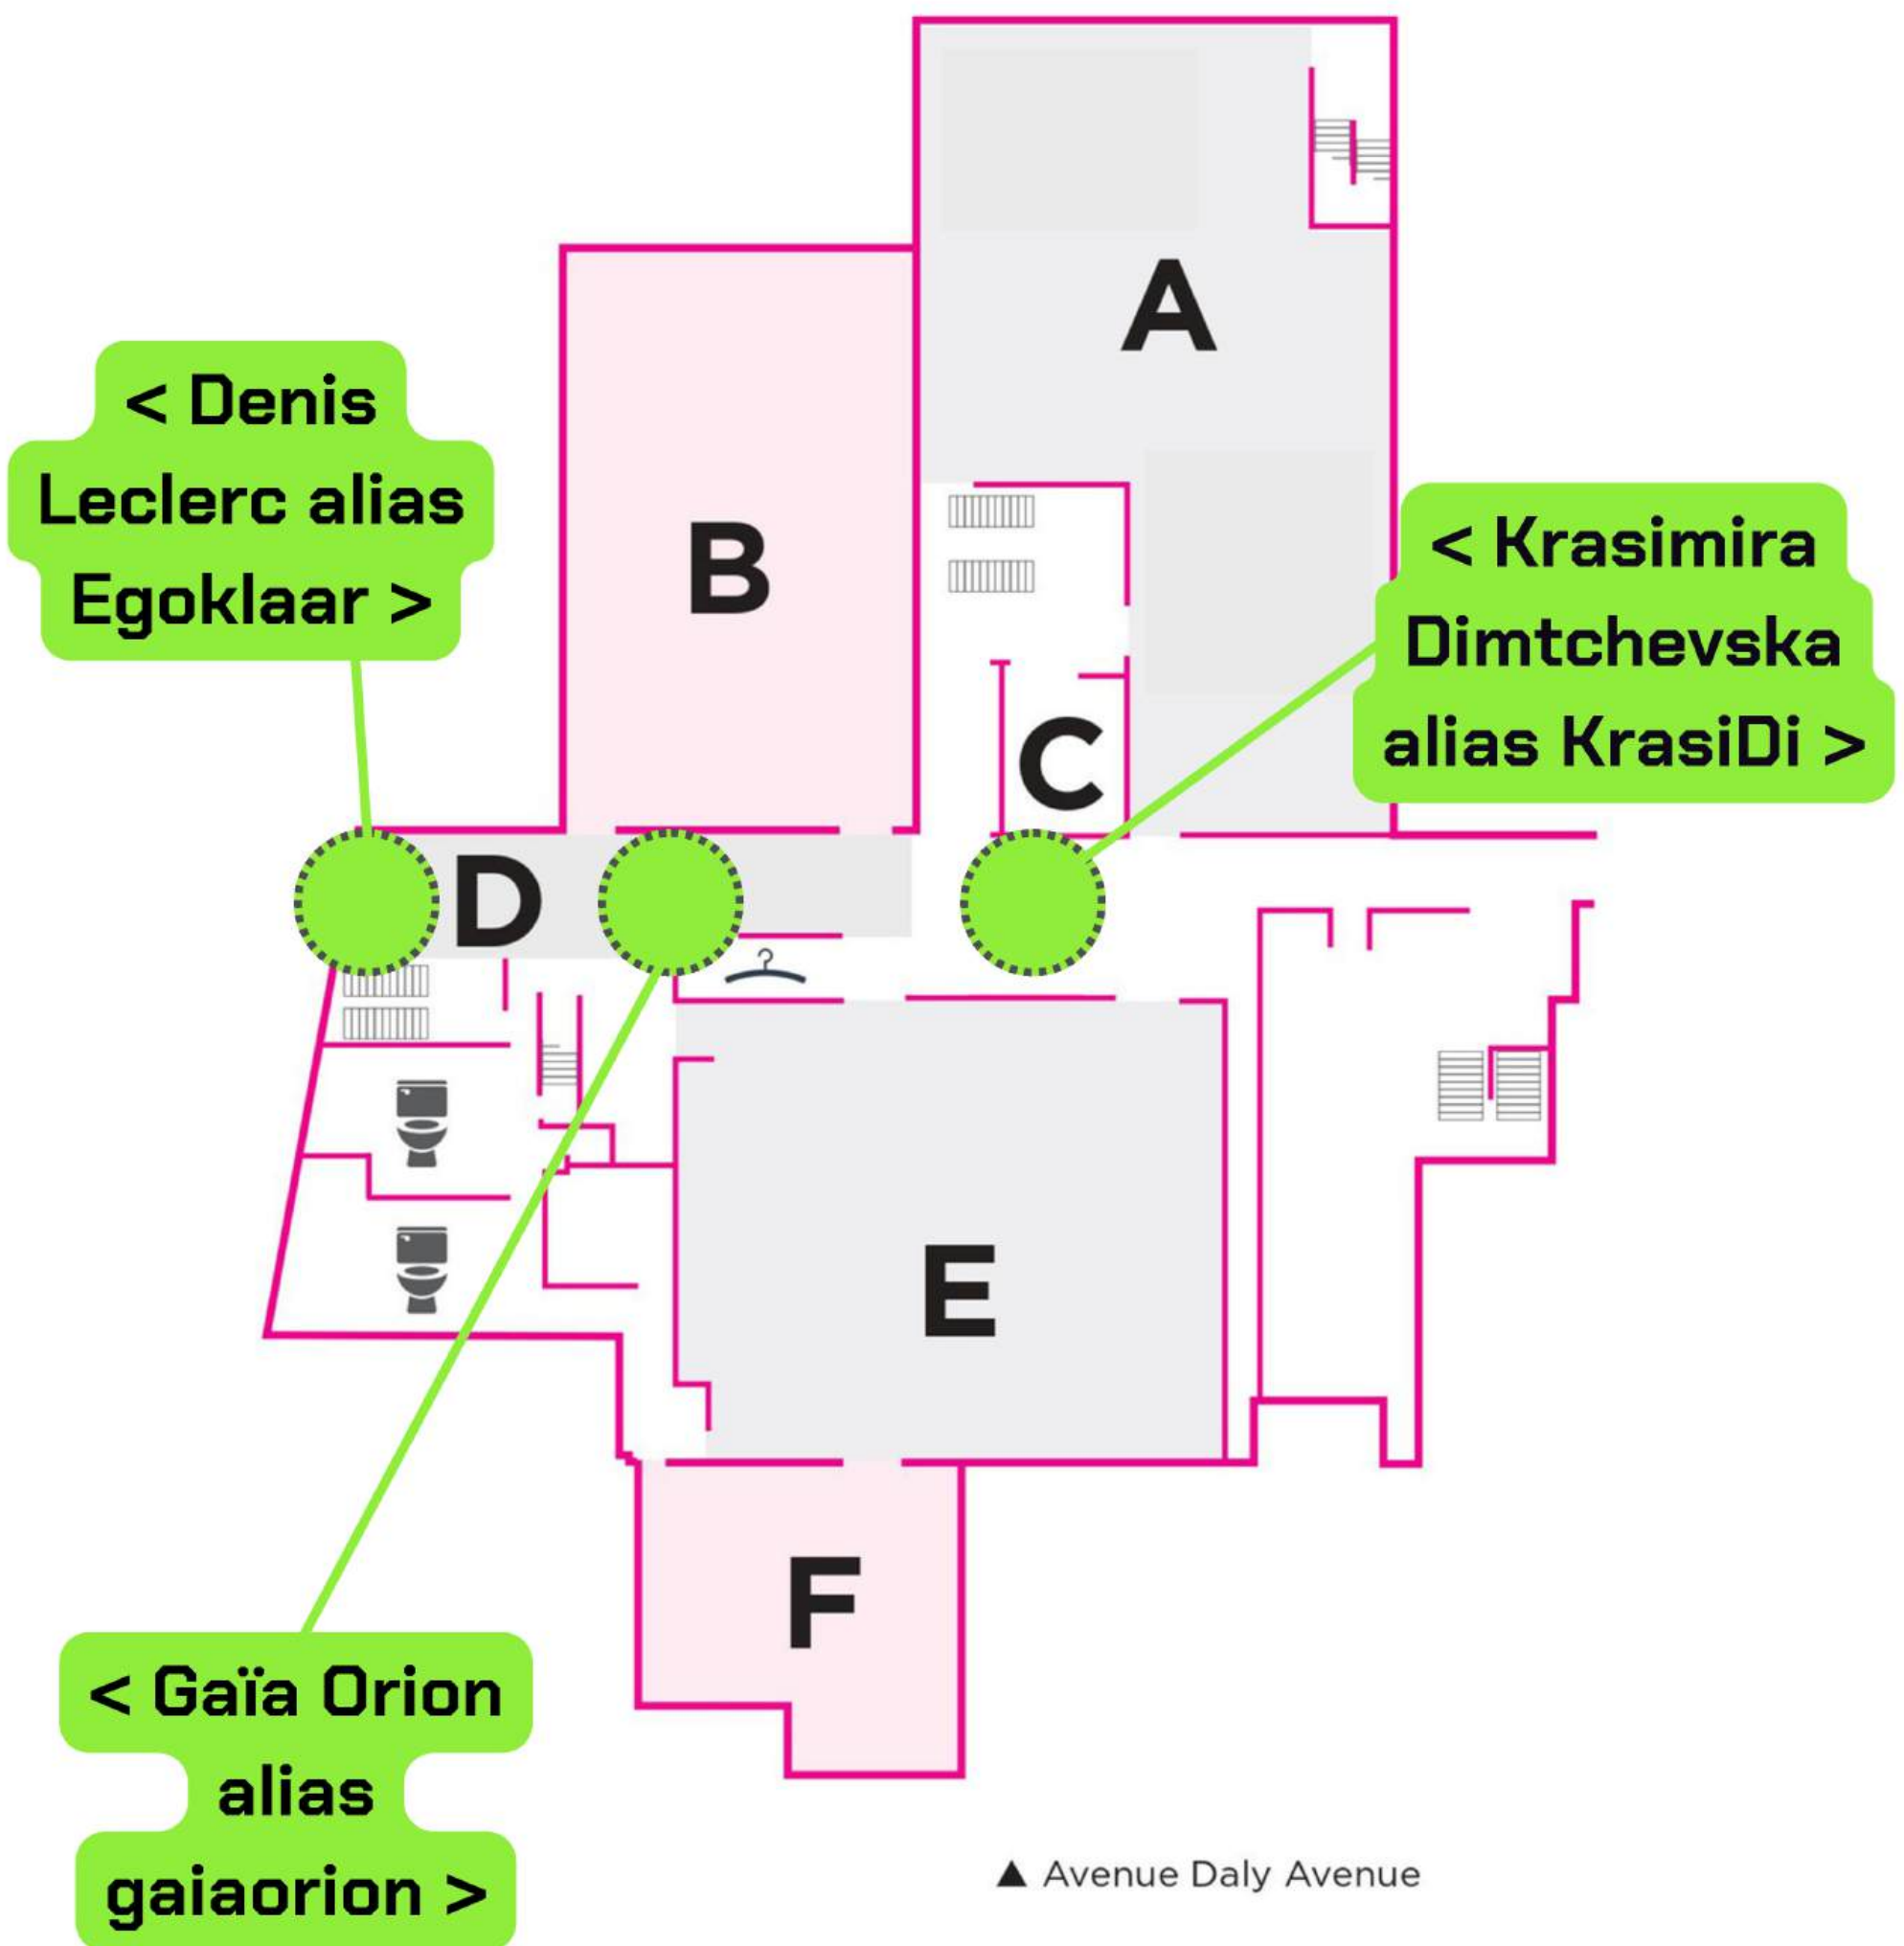 A
< Denis
Leclerc alias
Egoklaar >
B
< Krasimira
Dimtchevska
alias KrasiDi >
C
D
E
F
< Gaïa Orion
alias
gaiaorion >
▲ Avenue Daly Avenue